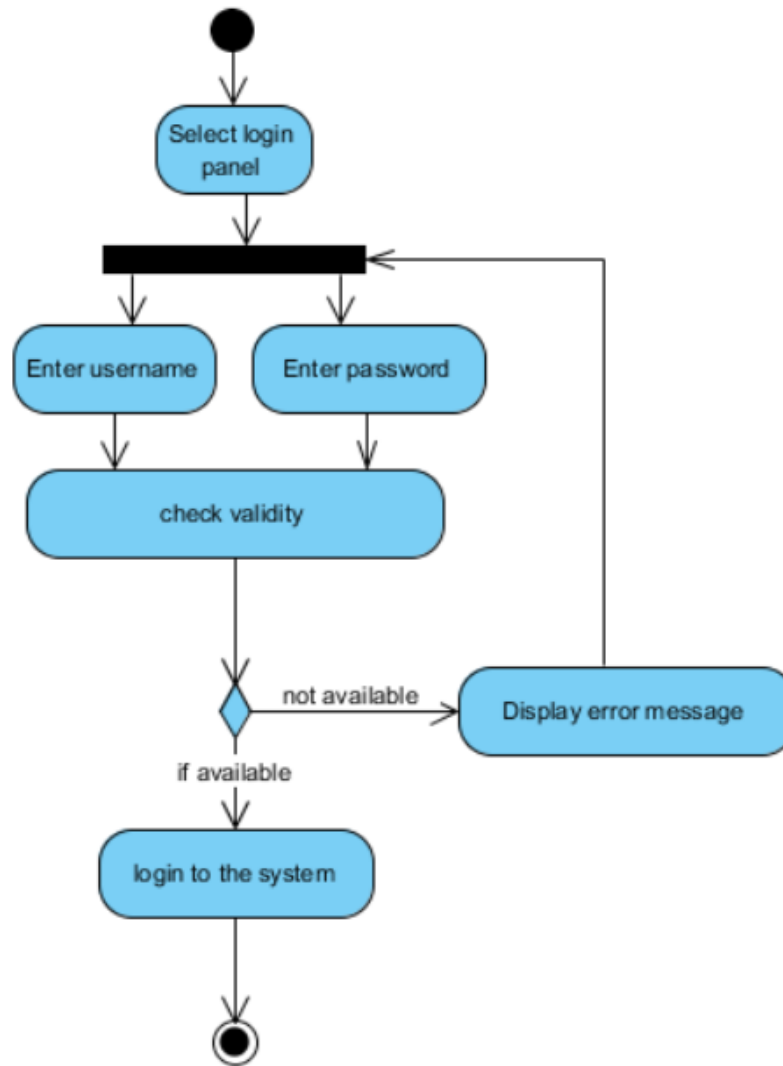 Select login
panel
Enter username
Enter password
check validity
not available
Display error message
if available
login to the system